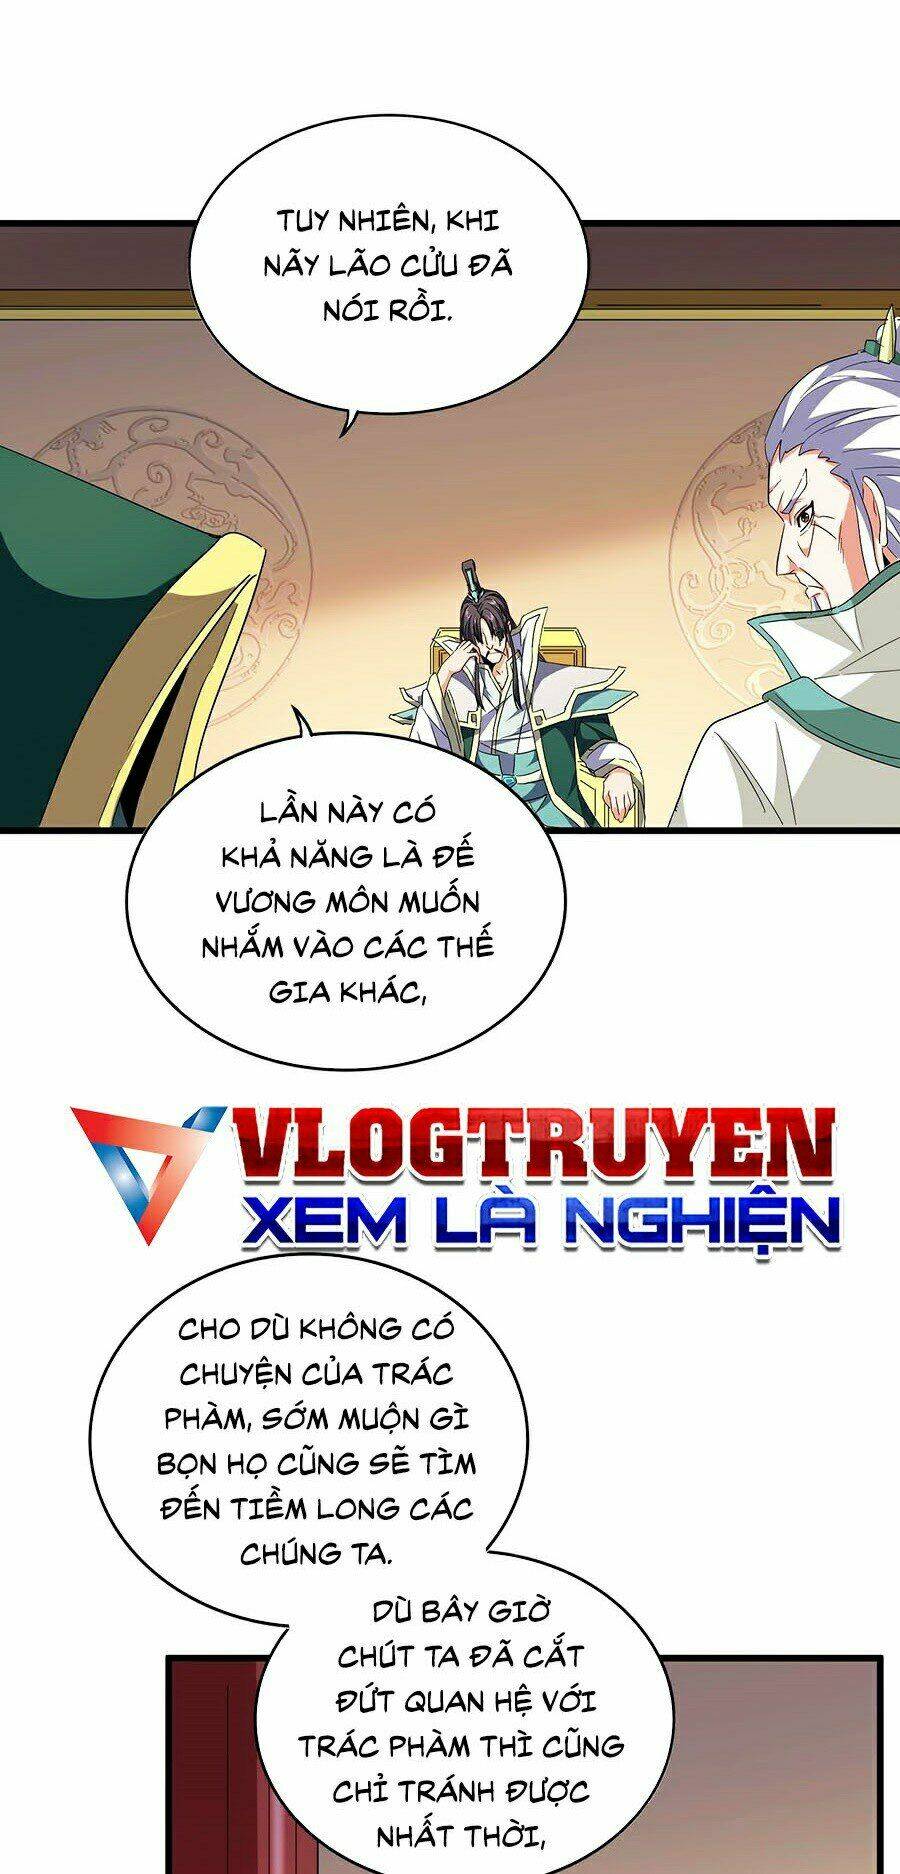 TUY NHIÊN, KHI
NÃY LÃO CỬU ĐÃ
NÓI RỒI.
LẦN NÀY CÓ
KHẢ NĂNG LÀ ĐẾ
VƯƠNG MÔN MUỐN
NHẮM VÀO CÁC THẾ
GIA KHÁC,
VLOGTRUYEN
XEM LÀ NGHIỆN
CHO DÙ KHÔNG CÓ
CHUYỆN CỦA TRÁC
PHÀM, SỚM MUỘN GÌ
BỌN HỌ CŨNG SẼ TÌM
ĐẾN TIỀM LONG CÁC
CHÚNG TA.
DÙ BÂY GIỜ
CHÚT TA ĐÃ CẮT
ĐỨT QUAN HỆ VỚI
TRÁC PHÀM THÌ CŨNG
CHỈ TRÁNH ĐƯỢC
NHẤT THỜI,